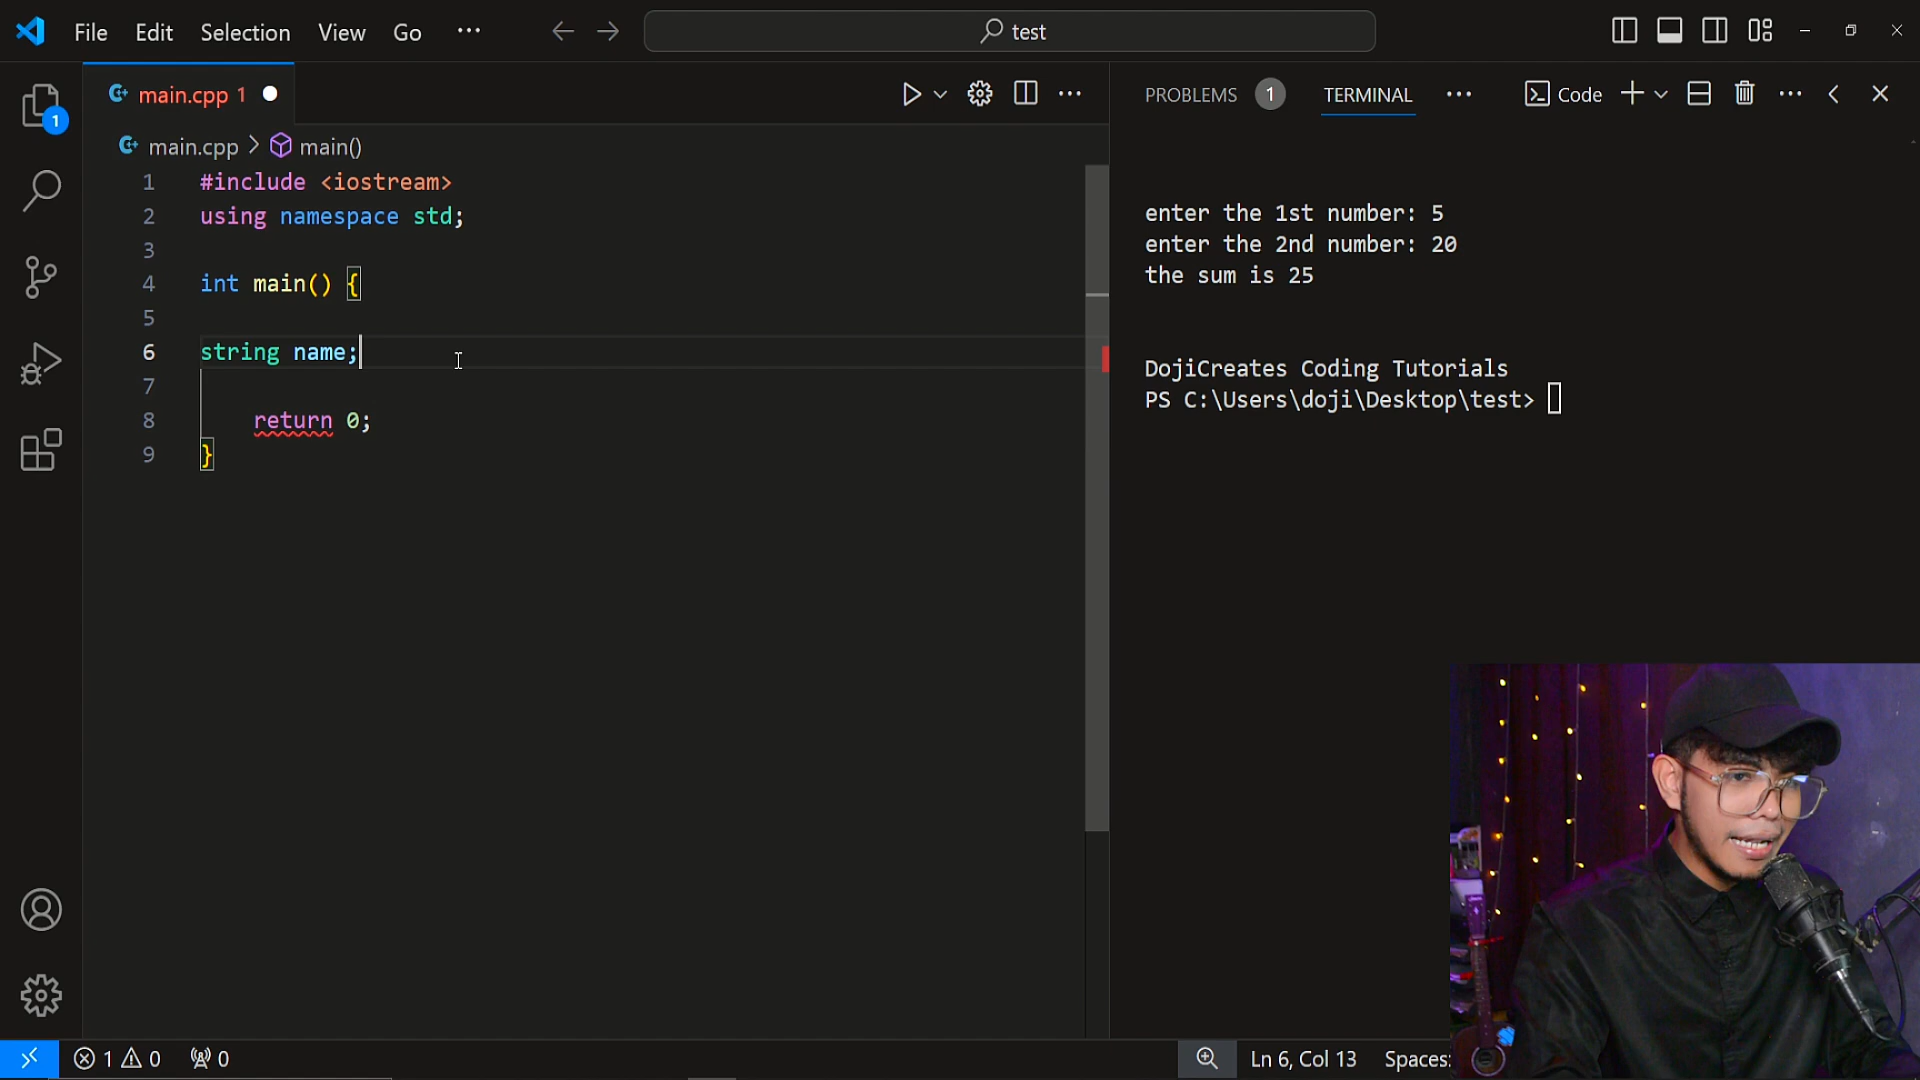 File Edit Selection View Go ... test
main.cpp 1
PROBLEMS 1 TERMINAL ... Code
main.cpp > main()
1 #include <iostream>
2 using namespace std;
3
4 int main() {
5
6 string name;
7
8 return 0;
9 }
enter the 1st number: 5
enter the 2nd number: 20
the sum is 25
DojiCreates Coding Tutorials
PS C:\Users\doji\Desktop\test>
1
1 0 0 Ln 6, Col 13 Spaces: